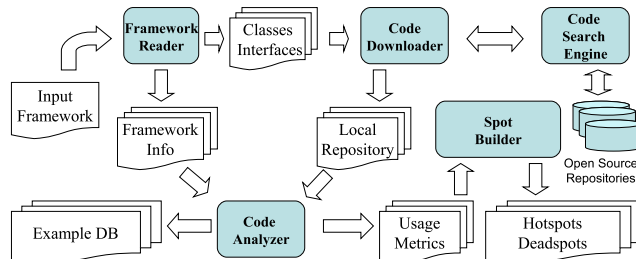 Framework
Reader
Classes
Interfaces
Code
Downloader
Code
Search
Engine
Input
Framework
Framework
Info
Local
Repository
Spot
Builder
Open Source
Repositories
Example DB
Code
Analyzer
Usage
Metrics
Hotspots
Deadspots